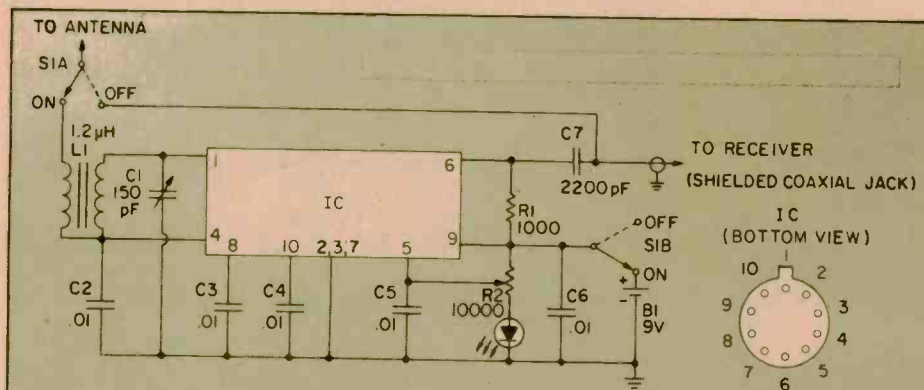 TO ANTENNA
S1A
ON
OFF
1.2µH
L1
C1
150
pF
1
4
IC
6
9
8
10
2,3,7
5
C2
.01
C3
.01
C4
.01
C5
.01
R1
1000
R2
10000
C6
.01
C7
2200pF
TO RECEIVER
(SHIELDED COAXIAL JACK)
OFF
S1B
ON
+
-
B1
9V
IC
(BOTTOM VIEW)
1
10
2
9
3
8
4
7
5
6